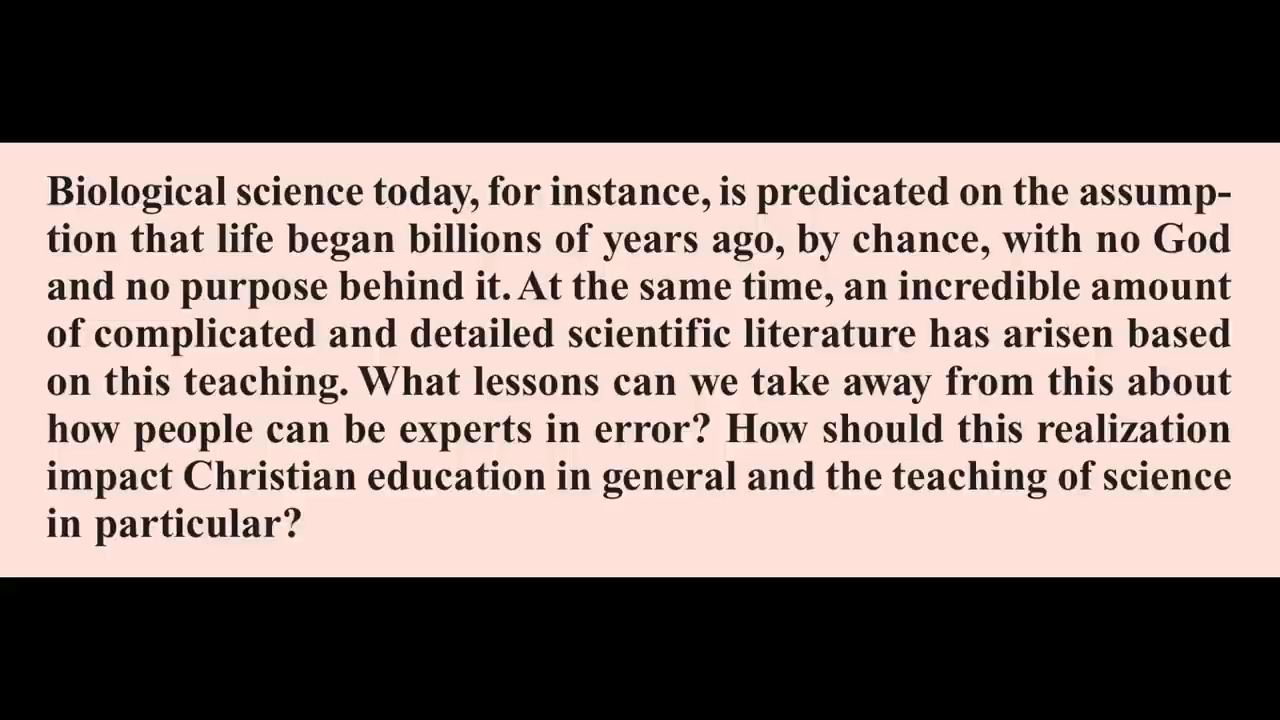 Biological science today, for instance, is predicated on the assump-
tion that life began billions of years ago, by chance, with no God
and no purpose behind it. At the same time, an incredible amount
of complicated and detailed scientific literature has arisen based
on this teaching. What lessons can we take away from this about
how people can be experts in error? How should this realization
impact Christian education in general and the teaching of science
in particular?